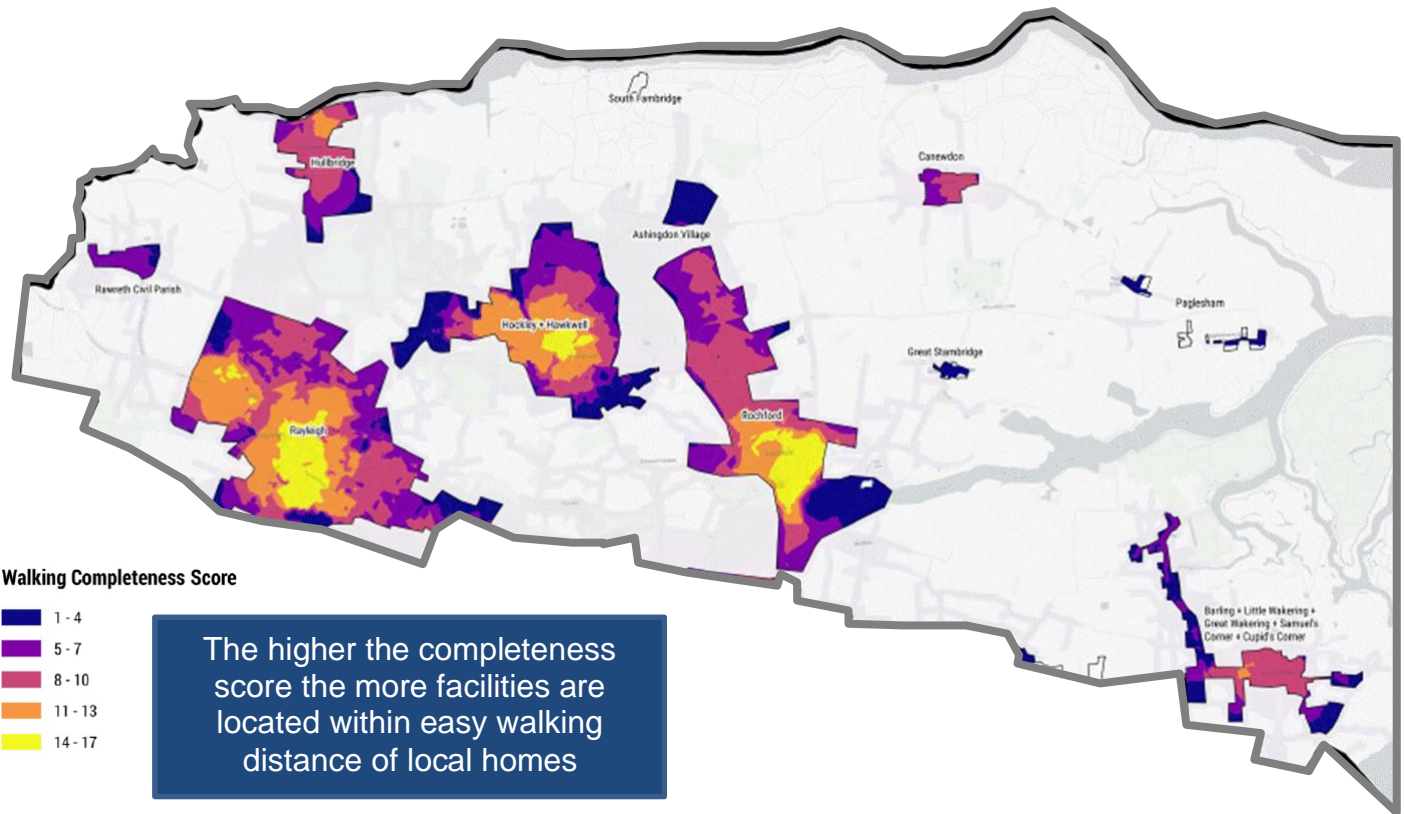 South Fambridge
Hullbridge
Canewdon
Ashingdon Village
Rawreth Civil Parish
Paglesham
Hockley + Hawkwell
Great Stambridge
Rochford
Rayleigh
Barling + Little Wakering +
Great Wakering + Samuel's
Corner + Cupid's Corner
Walking Completeness Score
1 - 4
5 - 7
8 - 10
11 - 13
14 - 17
The higher the completeness
score the more facilities are
located within easy walking
distance of local homes